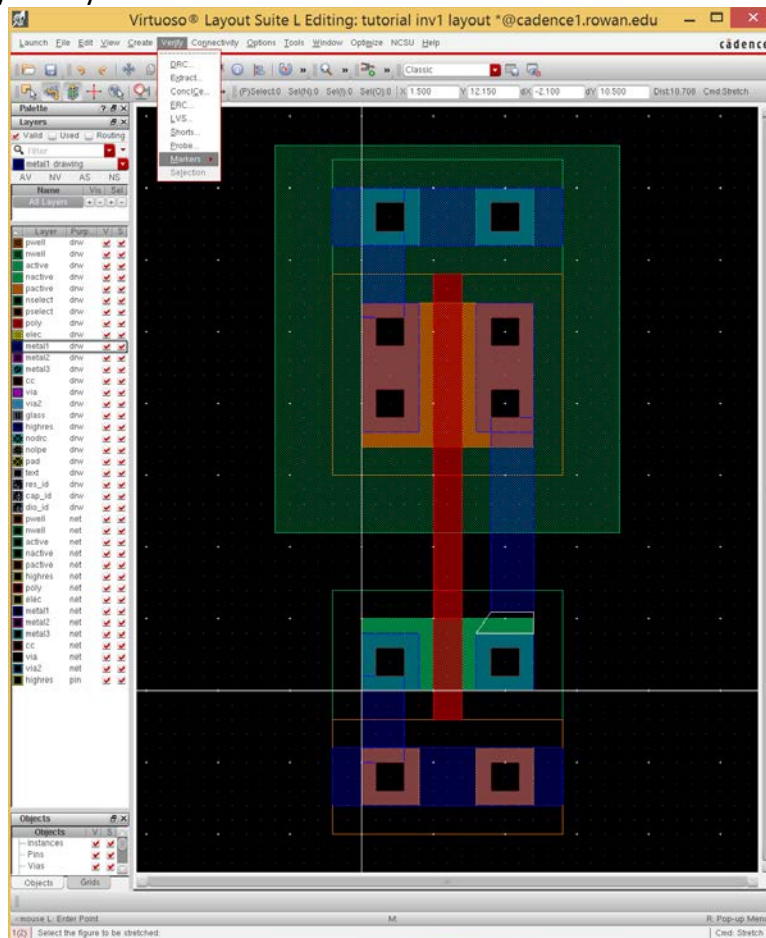 Virtuoso® Layout Suite L Editing: tutorial inv1 layout *@cadence1.rowan.edu
Launch File Edit View Create Verify Connectivity Options Tools Window Optimize NCSU Help
cādence
Classic
(F)Select:0 Sel(N):0 Sel(I):0 Sel(O):0 X 1.500 Y 12.150 dX -2.100 dY 10.500 Dist:10.708 Cmd:Stretch
DRC...
Extract...
ConclCe...
ERC...
LVS...
Shorts...
Probe...
Markers
Selection
Palette
Layers
Valid Used Routing
Filter
metal1 drawing
AV NV AS NS
Name Vis Sel
All Layers
Layer Purp V S
pwell drw
nwell drw
active drw
nactive drw
pactive drw
nselect drw
pselect drw
poly drw
elec drw
metal1 drw
metal2 drw
metal3 drw
cc drw
via drw
via2 drw
glass drw
highres drw
nodrc drw
nolpe drw
pad drw
text drw
res_id drw
cap_id drw
dio_id drw
pwell net
nwell net
active net
nactive net
pactive net
highres net
poly net
elec net
metal1 net
metal2 net
metal3 net
cc net
via net
via2 net
highres pin
Objects
Objects V S
Instances
Pins
Vias
Objects Grids
mouse L: Enter Point M: R: Pop-up Menu
1(2) Select the figure to be stretched: Cmd: Stretch